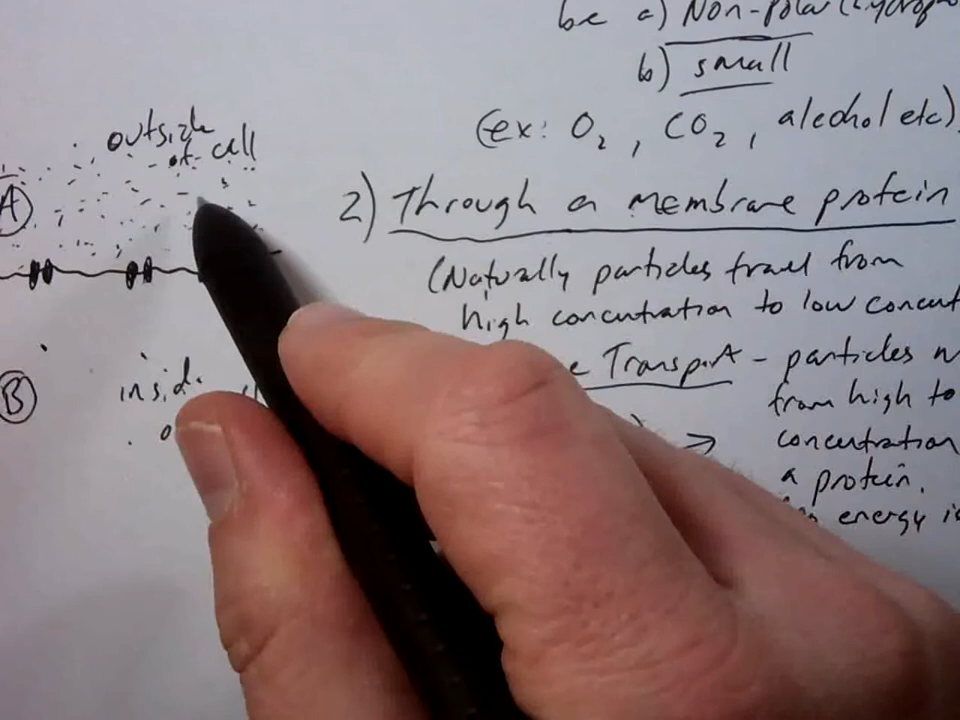 be a) Non-polar
b) small
(ex: O2, CO2, alcohol etc)
outside
of cell
A
2) Through a membrane protein
(Naturally particles travel from
high concentration to low
Transport - particles
B
inside
from high to
→ concentration
a protein.
energy